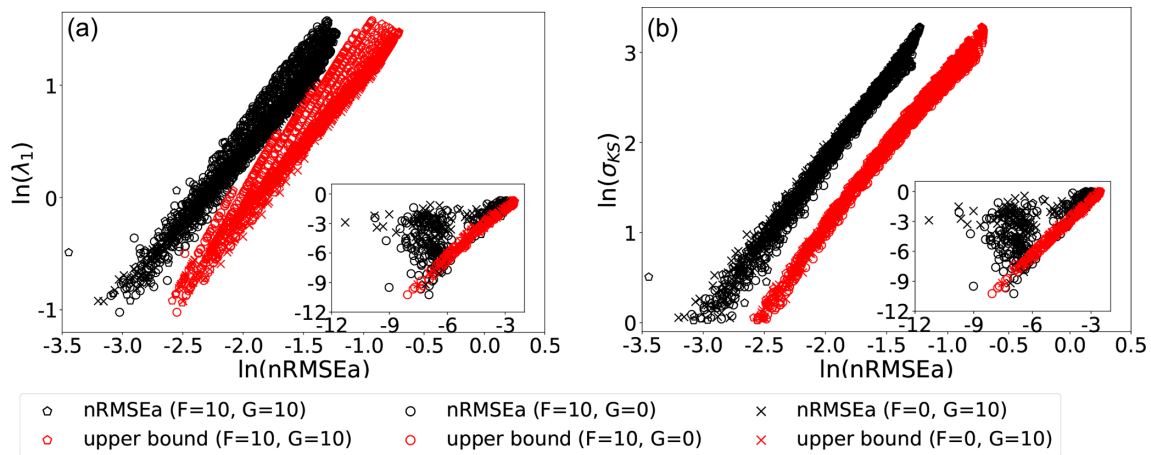 (a)
ln(λ₁)
1
0
-1
-3.5 -3.0 -2.5 -2.0 -1.5 -1.0 -0.5 0.0 0.5
ln(nRMSEa)
0
-3
-6
-9
-12
-12 -9 -6 -3
(b)
ln(σ_KS)
3
2
1
0
-3.5 -3.0 -2.5 -2.0 -1.5 -1.0 -0.5 0.0 0.5
ln(nRMSEa)
0
-3
-6
-9
-12
-12 -9 -6 -3
nRMSEa (F=10, G=10) nRMSEa (F=10, G=0) nRMSEa (F=0, G=10)
upper bound (F=10, G=10) upper bound (F=10, G=0) upper bound (F=0, G=10)